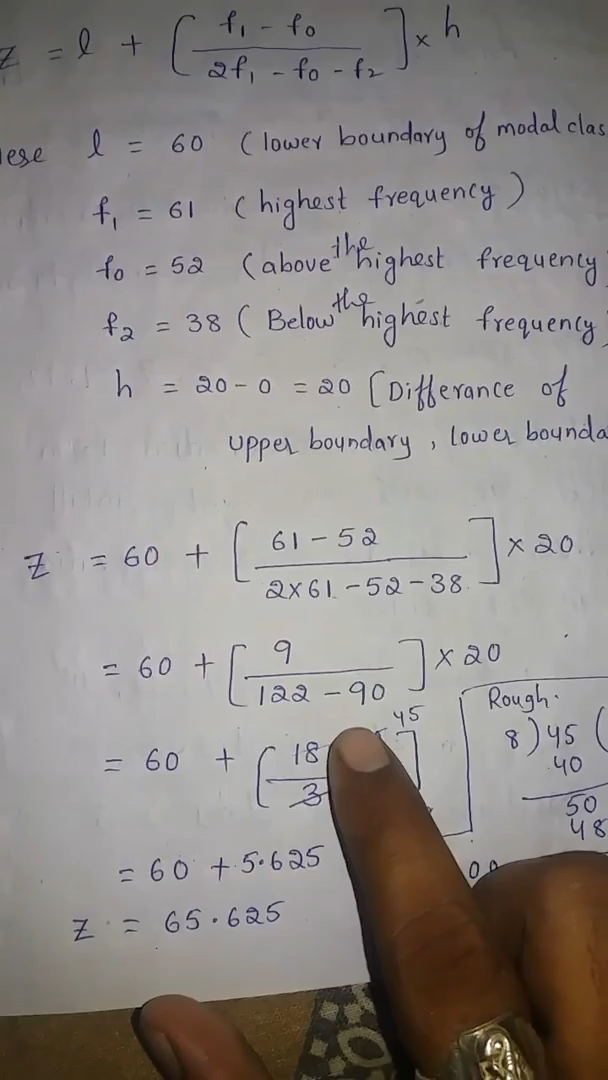 z = l + [ (f₁ - f₀) / (2f₁ - f₀ - f₂) ] × h
l = 60 (lower boundary of modal clas
f₁ = 61 (highest frequency)
f₀ = 52 (above the highest frequency)
f₂ = 38 (Below the highest frequency)
h = 20 - 0 = 20 [Differance of
upper boundary, lower bounda
z = 60 + [ (61 - 52) / (2×61 - 52 - 38) ] × 20
= 60 + [ 9 / (122 - 90) ] × 20
= 60 + [ 18 / 3 45 ]
= 60 + 5.625
z = 65.625
Rough.
8 ) 45 (
40
50
48